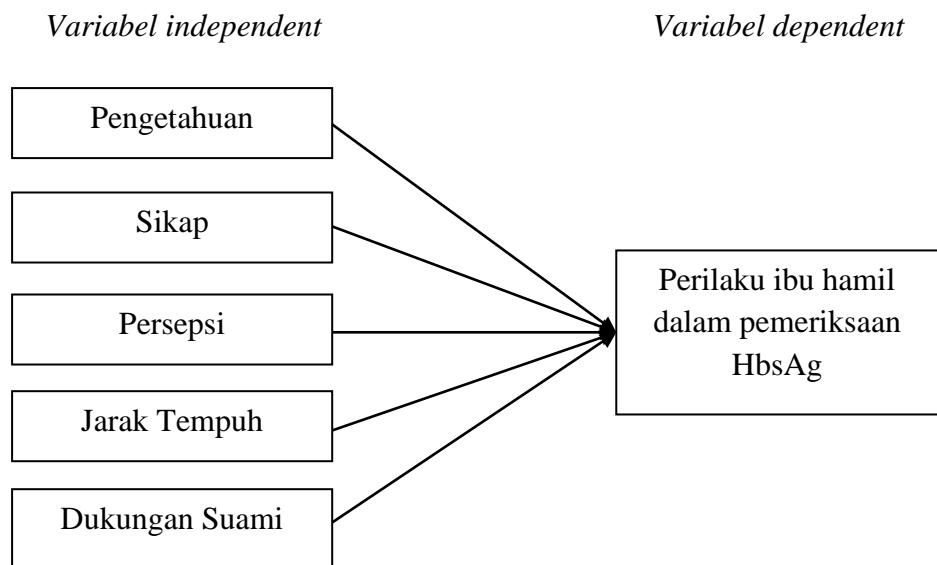 Variabel independent
Variabel dependent
Pengetahuan
Sikap
Persepsi
Jarak Tempuh
Dukungan Suami
Perilaku ibu hamil
dalam pemeriksaan
HbsAg